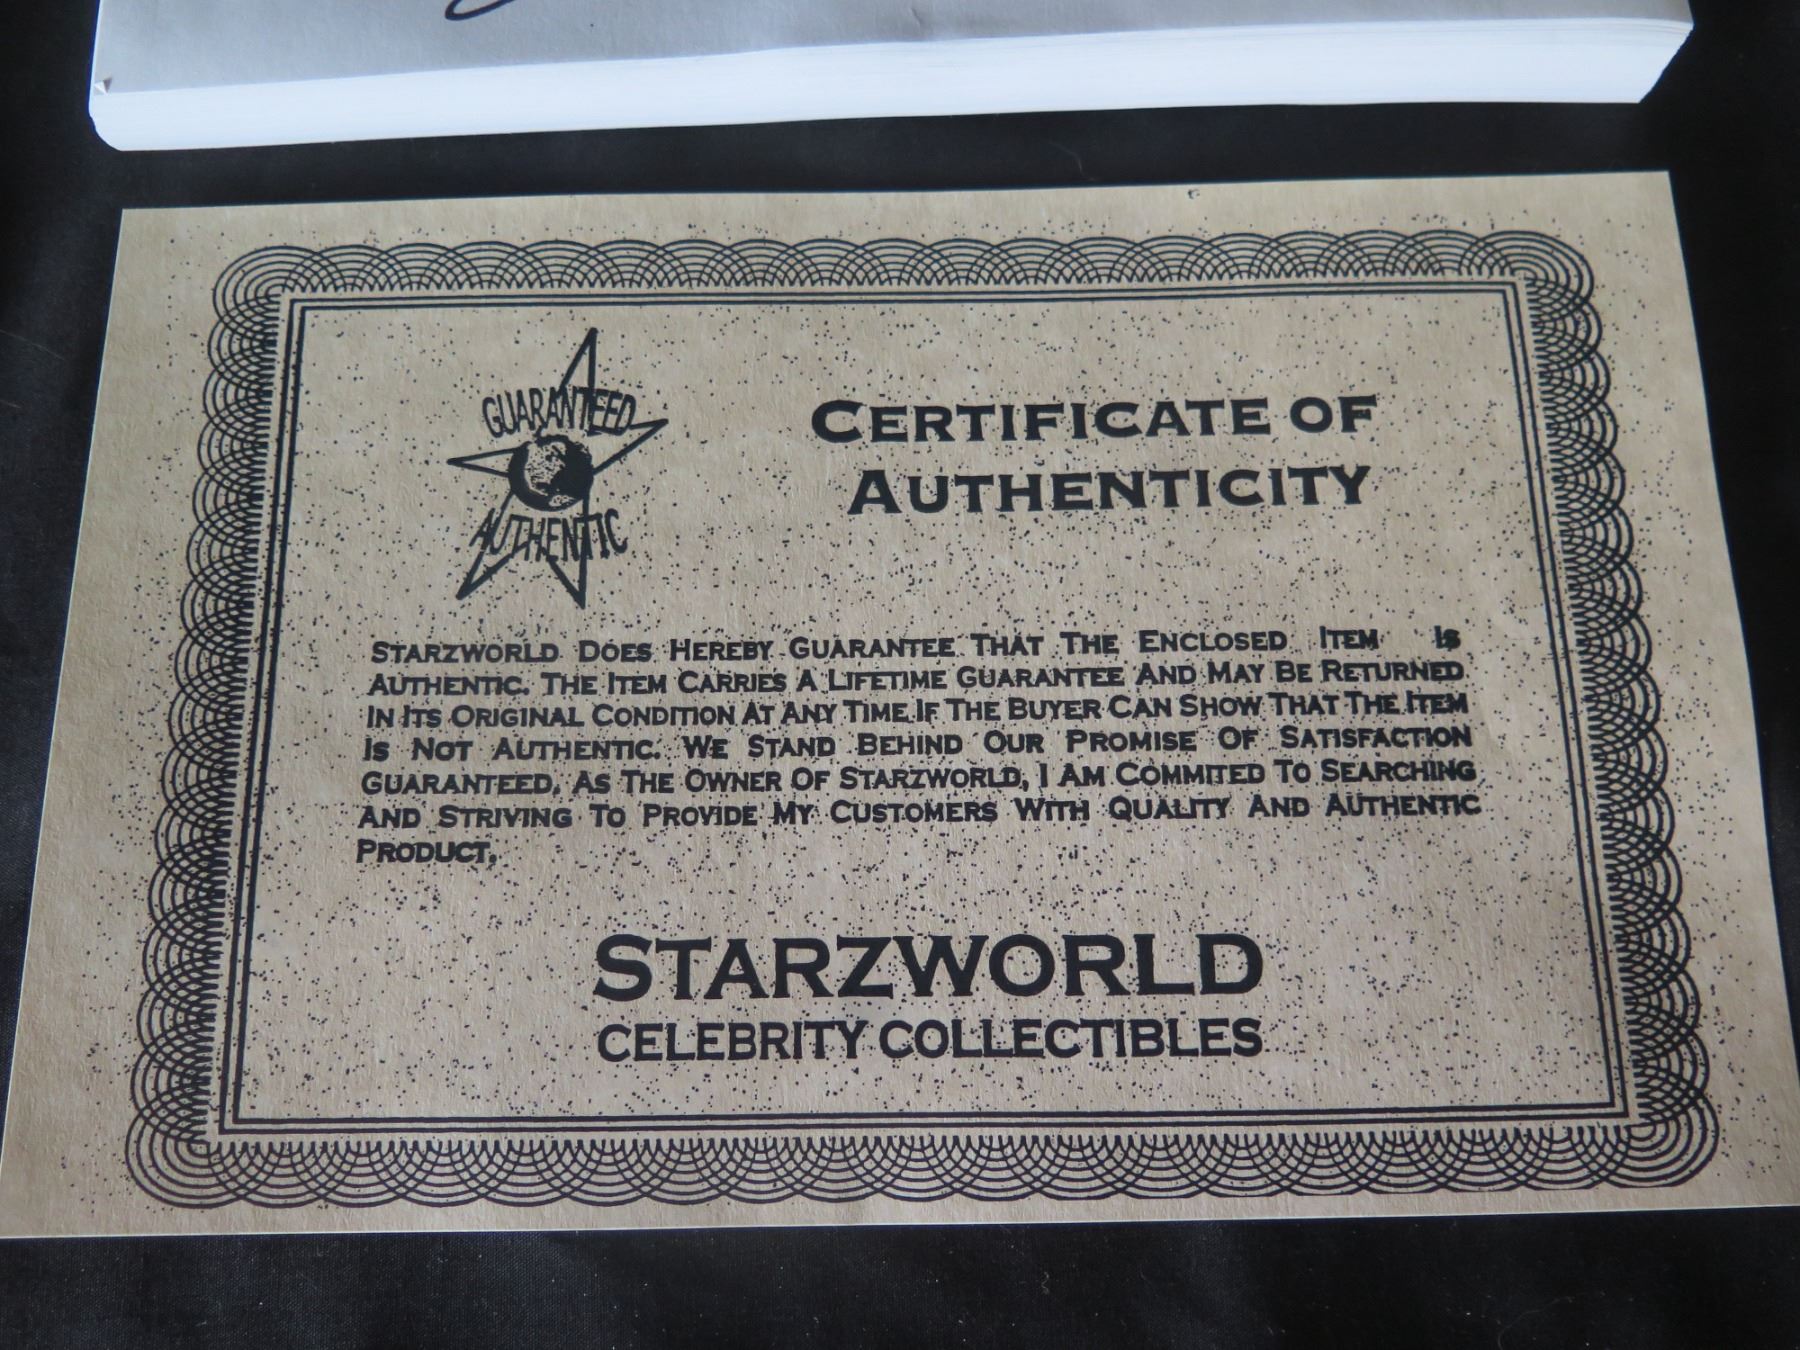 GUARANTEED
AUTHENTIC
CERTIFICATE OF
AUTHENTICITY
STARZWORLD DOES HEREBY GUARANTEE THAT THE ENCLOSED ITEM IS
AUTHENTIC. THE ITEM CARRIES A LIFETIME GUARANTEE AND MAY BE RETURNED
IN ITS ORIGINAL CONDITION AT ANY TIME IF THE BUYER CAN SHOW THAT THE ITEM
IS NOT AUTHENTIC. WE STAND BEHIND OUR PROMISE OF SATISFACTION
GUARANTEED. AS THE OWNER OF STARZWORLD, I AM COMMITED TO SEARCHING
AND STRIVING TO PROVIDE MY CUSTOMERS WITH QUALITY AND AUTHENTIC
PRODUCT.
STARZWORLD
CELEBRITY COLLECTIBLES